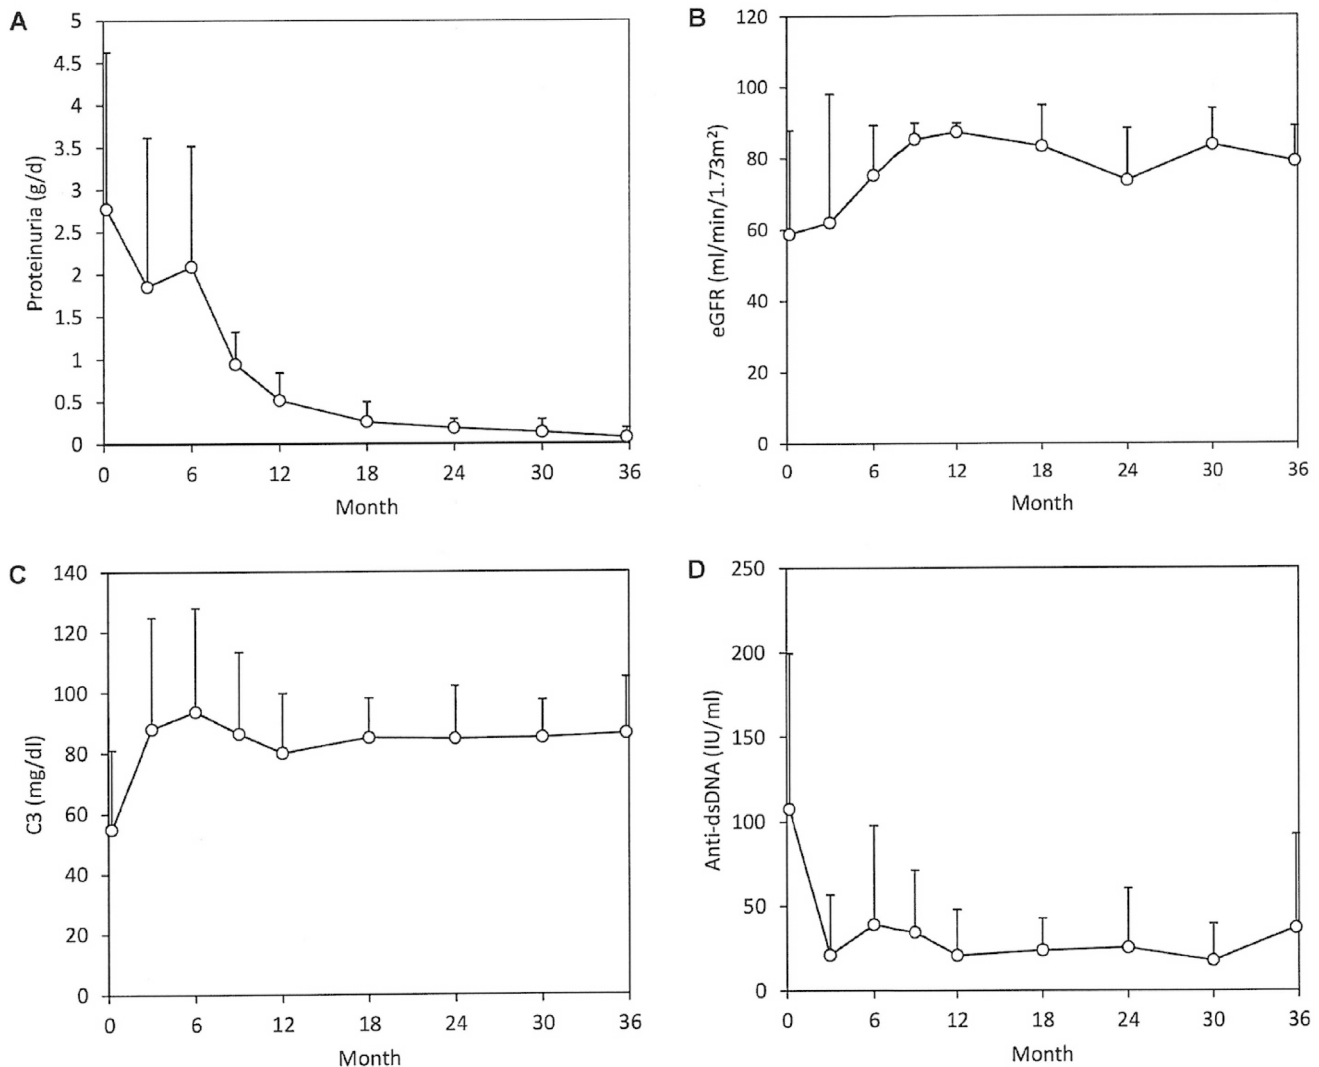 A
5
4.5
4
3.5
3
2.5
2
1.5
1
0.5
0
Proteinuria (g/d)
0 6 12 18 24 30 36
Month
B
120
100
80
60
40
20
0
eGFR (ml/min/1.73m²)
0 6 12 18 24 30 36
Month
C
140
120
100
80
60
40
20
0
C3 (mg/dl)
0 6 12 18 24 30 36
Month
D
250
200
150
100
50
0
Anti-dsDNA (IU/ml)
0 6 12 18 24 30 36
Month